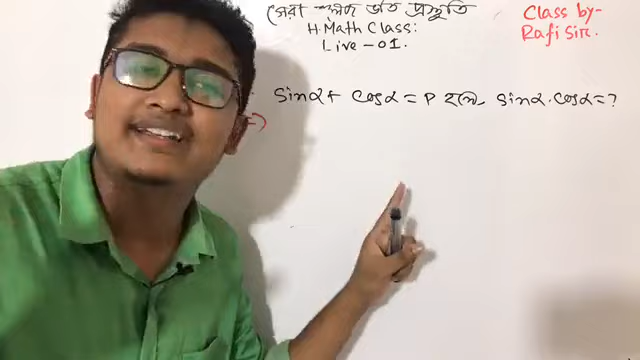 সেরা ভর্তি প্রস্তুতি
H.Math Class:
Live-01.
Class by-
Rafi Sir.
sinα+ cosα = P হলে, sinα.cosα=?